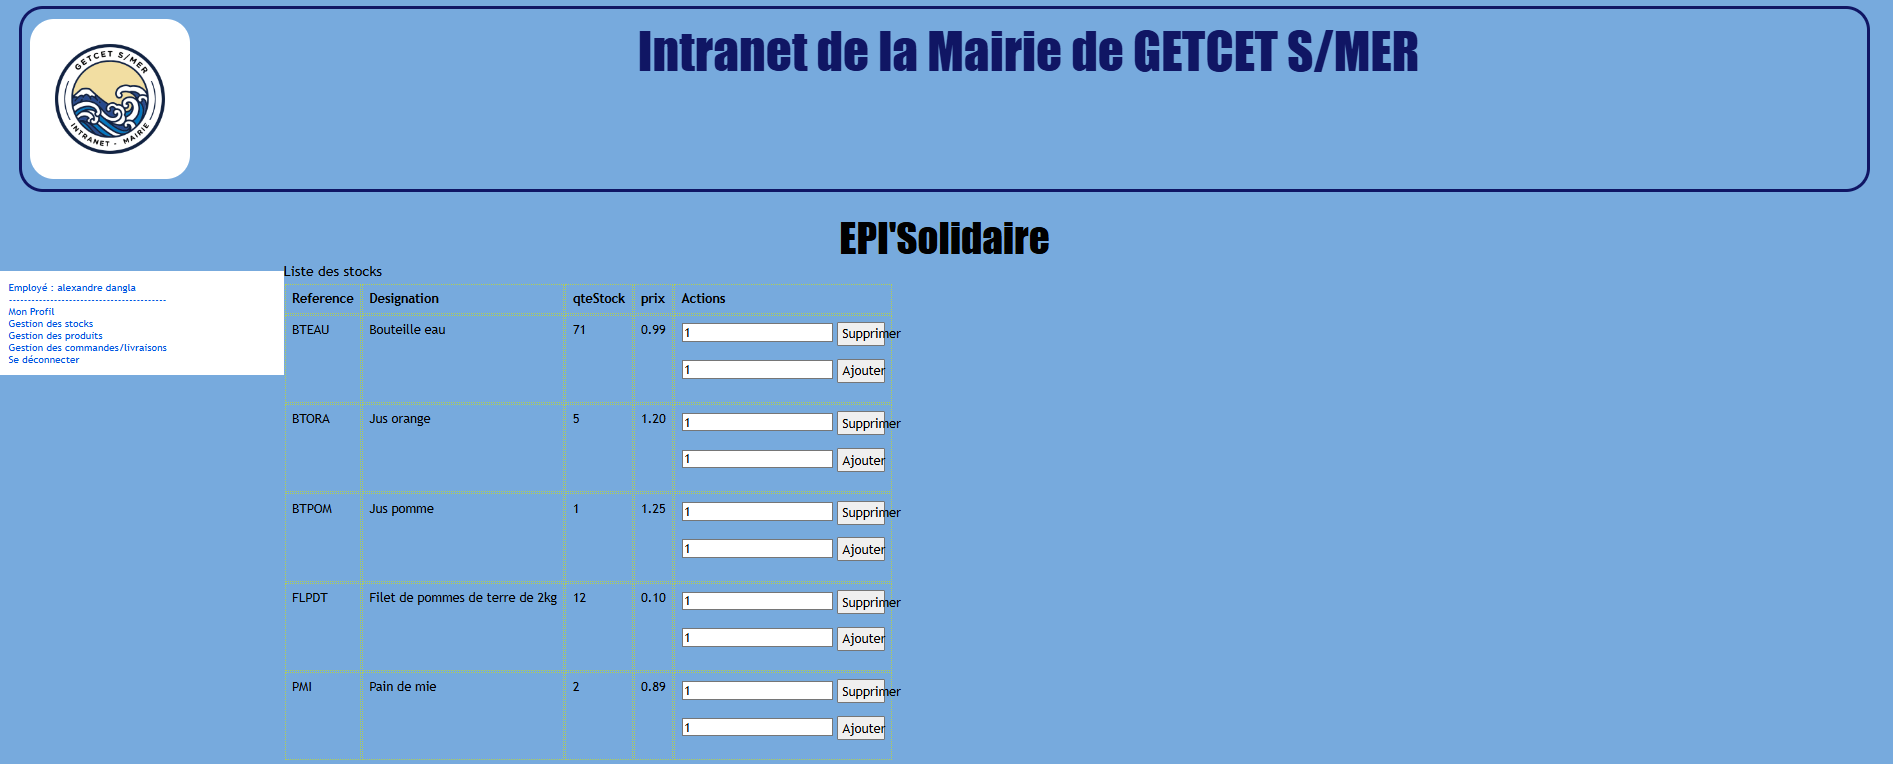 GETCET S/MER
INTRANET - MAIRIE
Intranet de la Mairie de GETCET S/MER
EPI'Solidaire
Employé : alexandre dangla
------------------------------------------
Mon Profil
Gestion des stocks
Gestion des produits
Gestion des commandes/livraisons
Se déconnecter
Liste des stocks
Reference Designation qteStock prix Actions
BTEAU Bouteille eau 71 0.99 1 Supprimer
1 Ajouter
BTORA Jus orange 5 1.20 1 Supprimer
1 Ajouter
BTPOM Jus pomme 1 1.25 1 Supprimer
1 Ajouter
FLPDT Filet de pommes de terre de 2kg 12 0.10 1 Supprimer
1 Ajouter
PMI Pain de mie 2 0.89 1 Supprimer
1 Ajouter